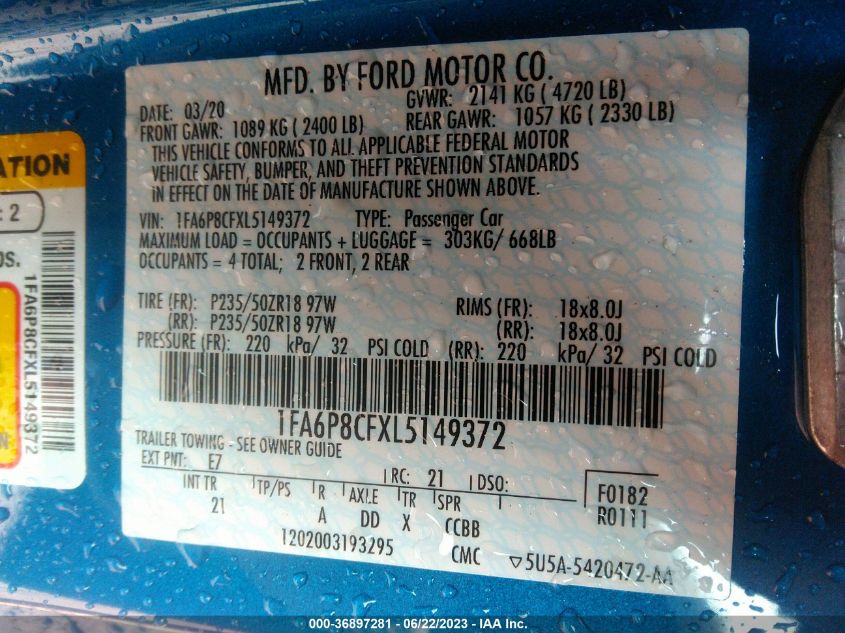 MFD. BY FORD MOTOR CO.
DATE: 03/20 GVWR: 2141 KG ( 4720 LB)
FRONT GAWR: 1089 KG ( 2400 LB) REAR GAWR: 1057 KG ( 2330 LB)
THIS VEHICLE CONFORMS TO ALL APPLICABLE FEDERAL MOTOR
VEHICLE SAFETY, BUMPER, AND THEFT PREVENTION STANDARDS
IN EFFECT ON THE DATE OF MANUFACTURE SHOWN ABOVE.
VIN: 1FA6P8CFXL5149372 TYPE: Passenger Car
MAXIMUM LOAD = OCCUPANTS + LUGGAGE = 303KG/ 668LB
OCCUPANTS = 4 TOTAL; 2 FRONT, 2 REAR
TIRE (FR): P235/50ZR18 97W RIMS (FR): 18x8.0J
(RR): P235/50ZR18 97W (RR): 18x8.0J
PRESSURE (FR): 220 kPa/ 32 PSI COLD (RR): 220 kPa/ 32 PSI COLD
1FA6P8CFXL5149372
TRAILER TOWING - SEE OWNER GUIDE
EXT PNT: E7 RC: 21 DSO:
INT TR TP/PS R AXLE TR SPR F0182
21 A DD X CCBB R0111
1202003193295 CMC ▽5U5A-5420472-AA
ATION
: 2
OS.
1FA6P8CFXL5149372
000-36897281 - 06/22/2023 - IAA Inc.